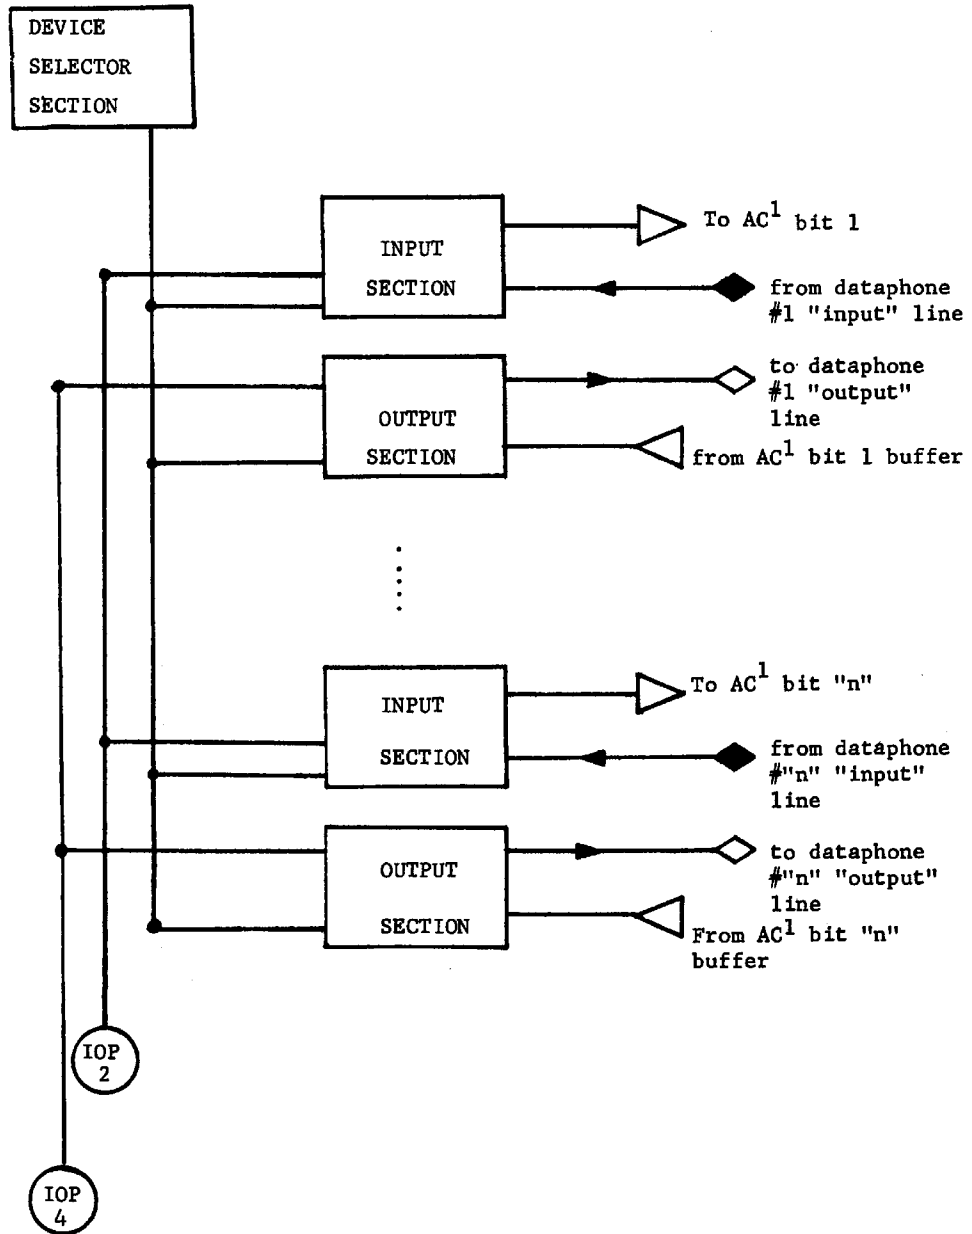 DEVICE
SELECTOR
SECTION
INPUT
SECTION
To AC¹ bit 1
from dataphone
#1 "input" line
OUTPUT
SECTION
to dataphone
#1 "output"
line
from AC¹ bit 1 buffer
INPUT
SECTION
To AC¹ bit "n"
from dataphone
#"n" "input"
line
OUTPUT
SECTION
to dataphone
#"n" "output"
line
From AC¹ bit "n"
buffer
IOP
2
IOP
4